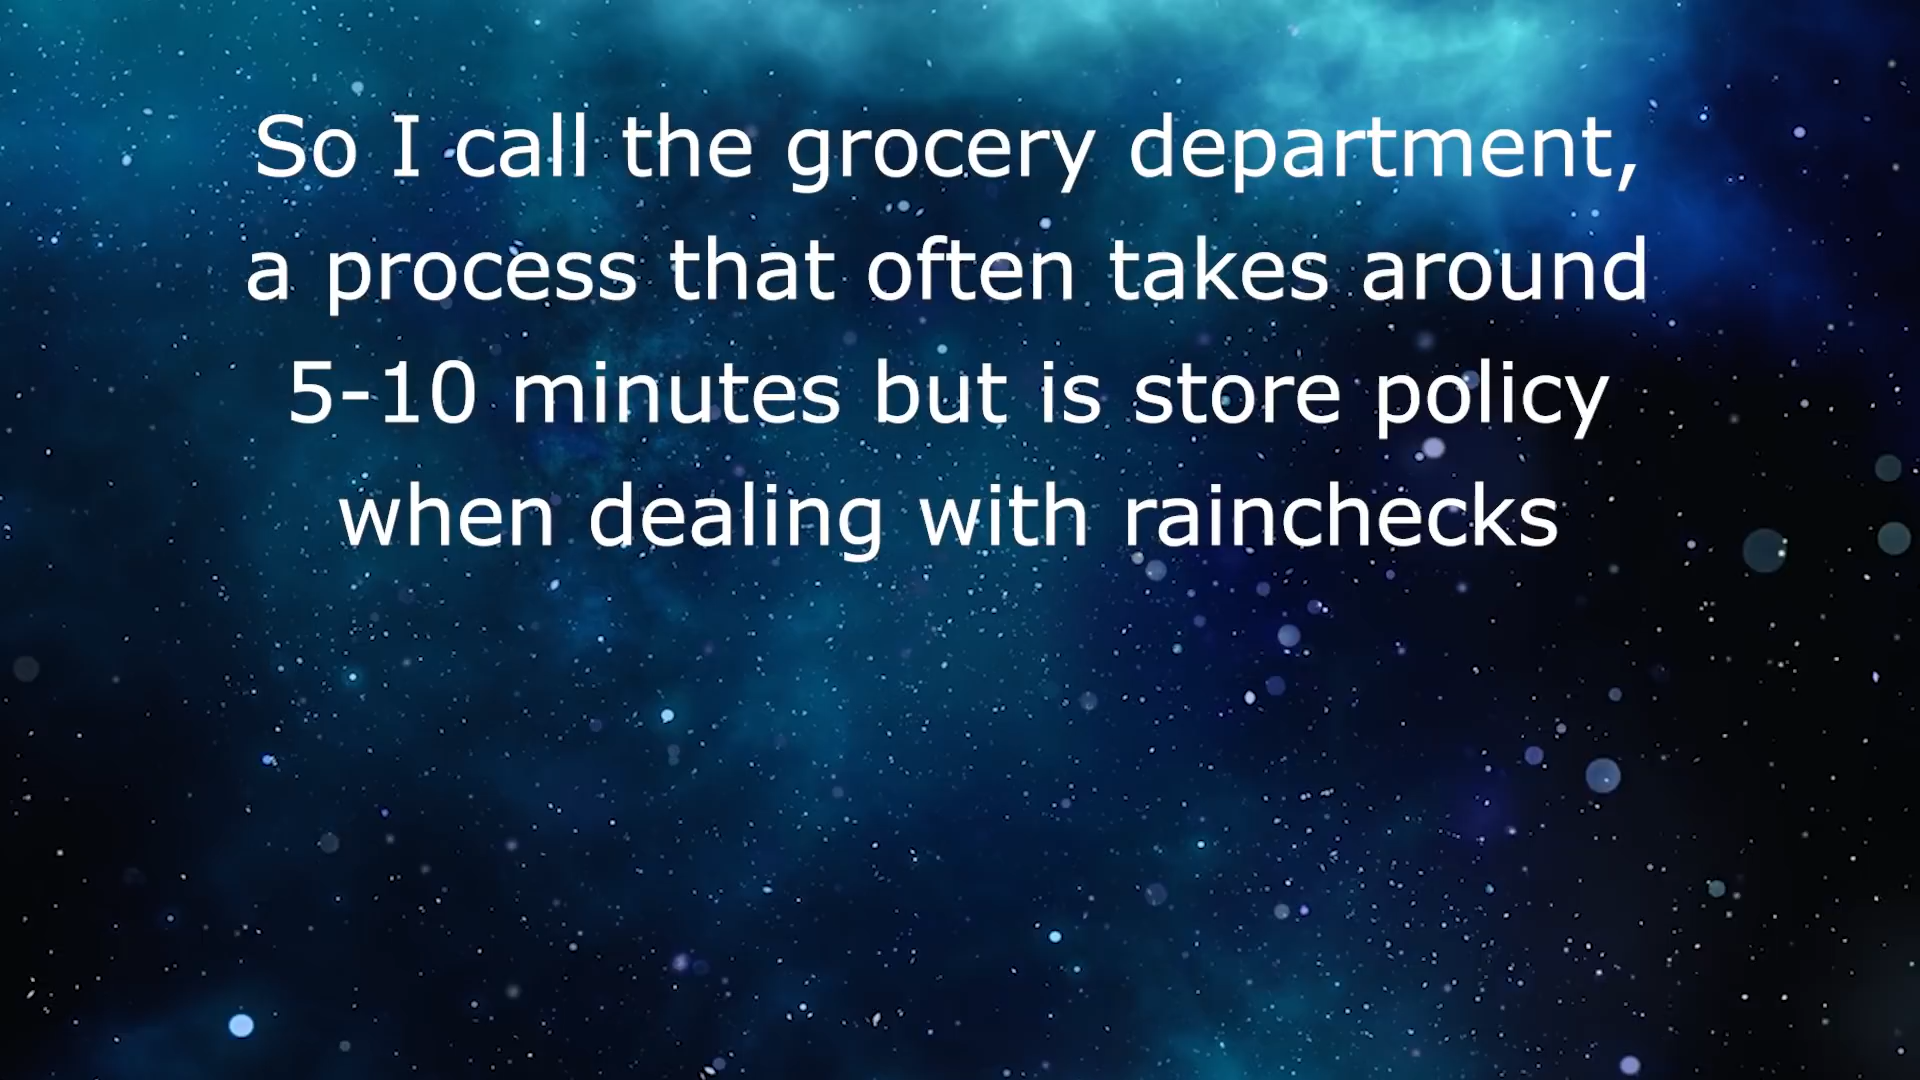 So I call the grocery department,
a process that often takes around
5-10 minutes but is store policy
when dealing with rainchecks